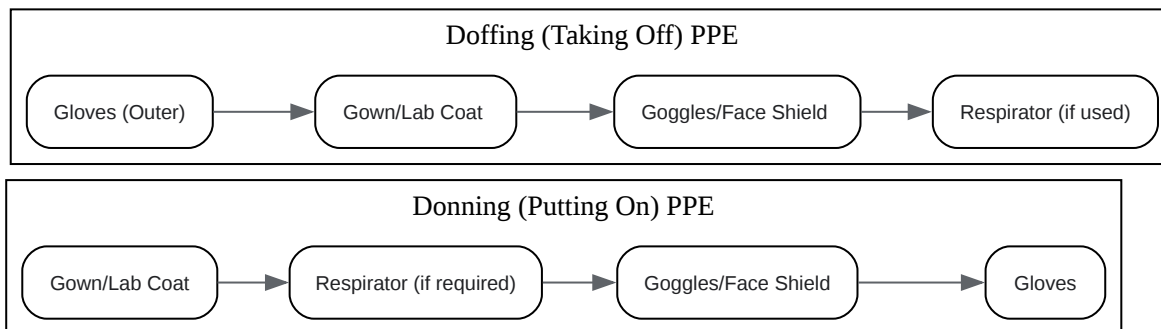 Doffing (Taking Off) PPE
Gloves (Outer)
Gown/Lab Coat
Goggles/Face Shield
Respirator (if used)
Donning (Putting On) PPE
Gown/Lab Coat
Respirator (if required)
Goggles/Face Shield
Gloves